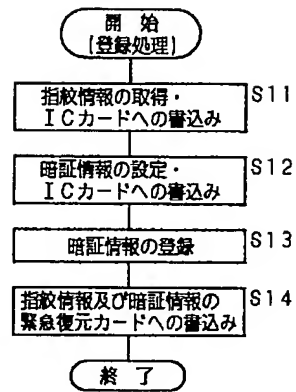 開 始
(登録処理)
指紋情報の取得・
ICカードへの書込み
S11
暗証情報の設定・
ICカードへの書込み
S12
暗証情報の登録
S13
指紋情報及び暗証情報の
緊急復元カードへの書込み
S14
終 了